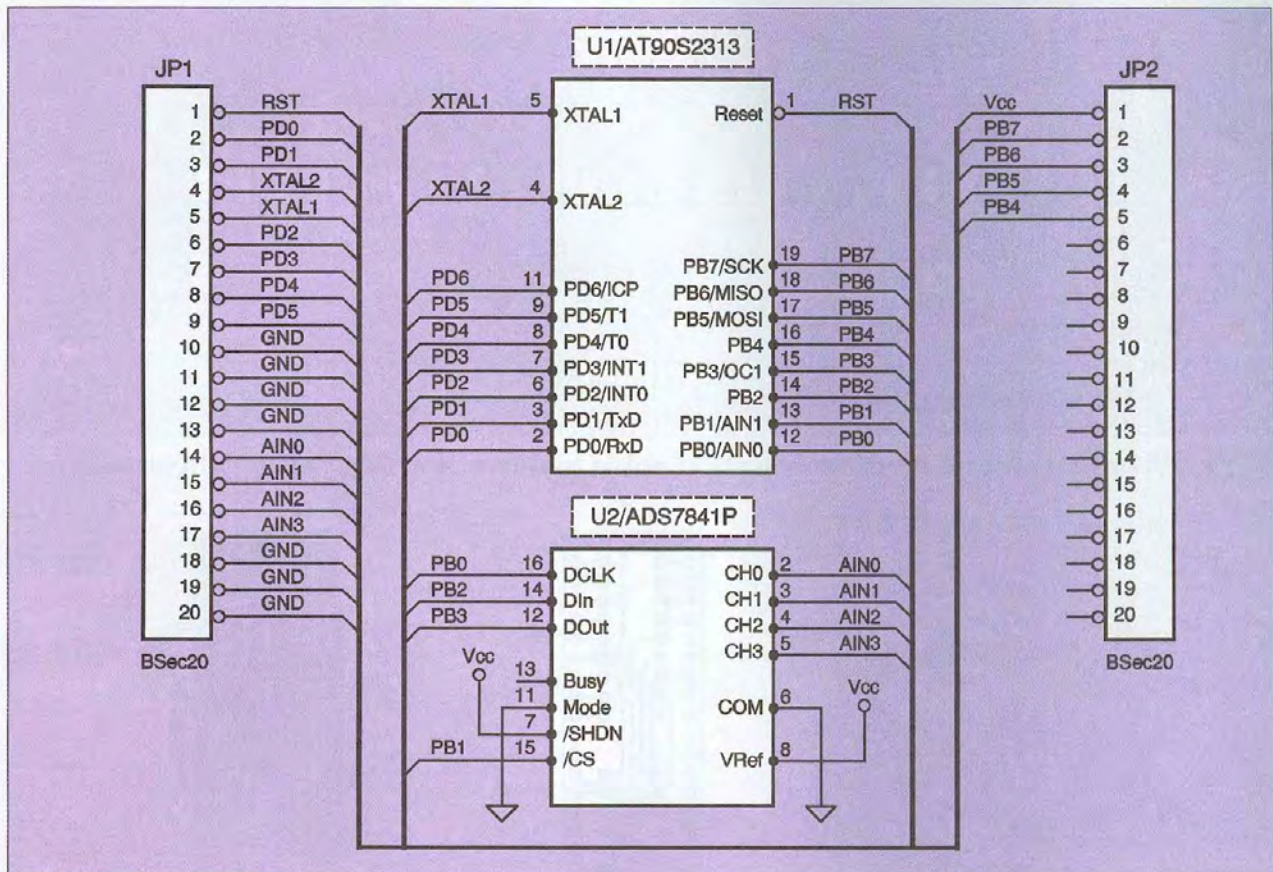 U1/AT90S2313
JP1
1 RST
2 PD0
3 PD1
4 XTAL2
5 XTAL1
6 PD2
7 PD3
8 PD4
9 PD5
10 GND
11 GND
12 GND
13 GND
14 AIN0
15 AIN1
16 AIN2
17 AIN3
18 GND
19 GND
20 GND
BSec20
XTAL1 5 XTAL1
XTAL2 4 XTAL2
PD6 11 PD6/ICP
PD5 9 PD5/T1
PD4 8 PD4/T0
PD3 7 PD3/INT1
PD2 6 PD2/INT0
PD1 3 PD1/TxD
PD0 2 PD0/RxD
Reset 1 RST
PB7/SCK 19 PB7
PB6/MISO 18 PB6
PB5/MOSI 17 PB5
PB4 16 PB4
PB3/OC1 15 PB3
PB2 14 PB2
PB1/AIN1 13 PB1
PB0/AIN0 12 PB0
U2/ADS7841P
PB0 16 DCLK
PB2 14 DIn
PB3 12 DOut
Vcc
13 Busy
11 Mode
7 /SHDN
PB1 15 /CS
CH0 2 AIN0
CH1 3 AIN1
CH2 4 AIN2
CH3 5 AIN3
Vcc
COM 6
VRef 8
JP2
Vcc 1
PB7 2
PB6 3
PB5 4
PB4 5
6
7
8
9
10
11
12
13
14
15
16
17
18
19
20
BSec20